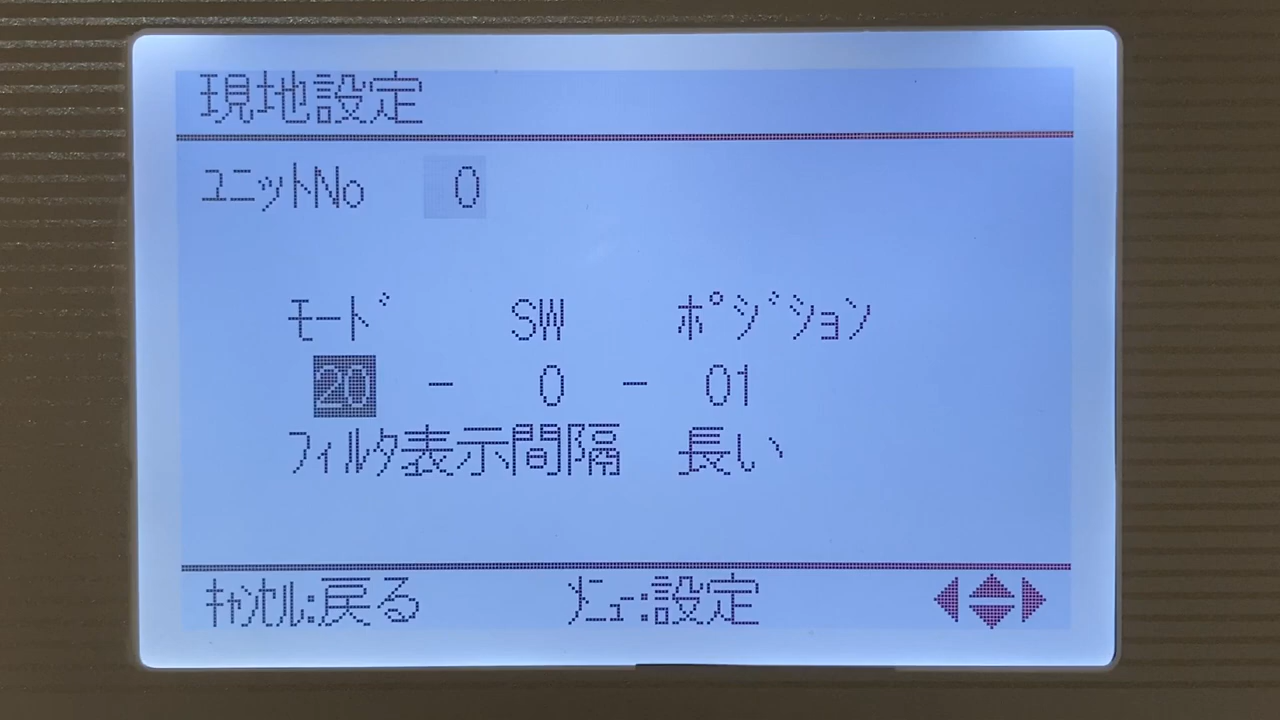 現地設定
ユニットNo 0
モード SW ポジション
20 - 0 - 01
フィルタ表示間隔 長い
キャンセル:戻る メニュー:設定